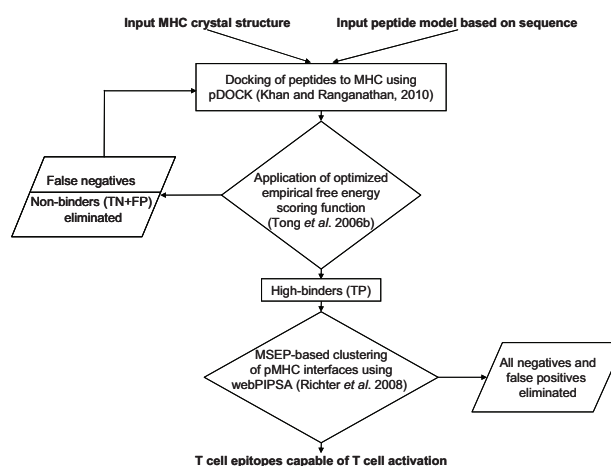 Input MHC crystal structure
Input peptide model based on sequence
Docking of peptides to MHC using
pDOCK (Khan and Ranganathan, 2010)
False negatives
Non-binders (TN+FP)
eliminated
Application of optimized
empirical free energy
scoring function
(Tong et al. 2006b)
High-binders (TP)
MSEP-based clustering
of pMHC interfaces using
webPIPSA (Richter et al. 2008)
All negatives and
false positives
eliminated
T cell epitopes capable of T cell activation